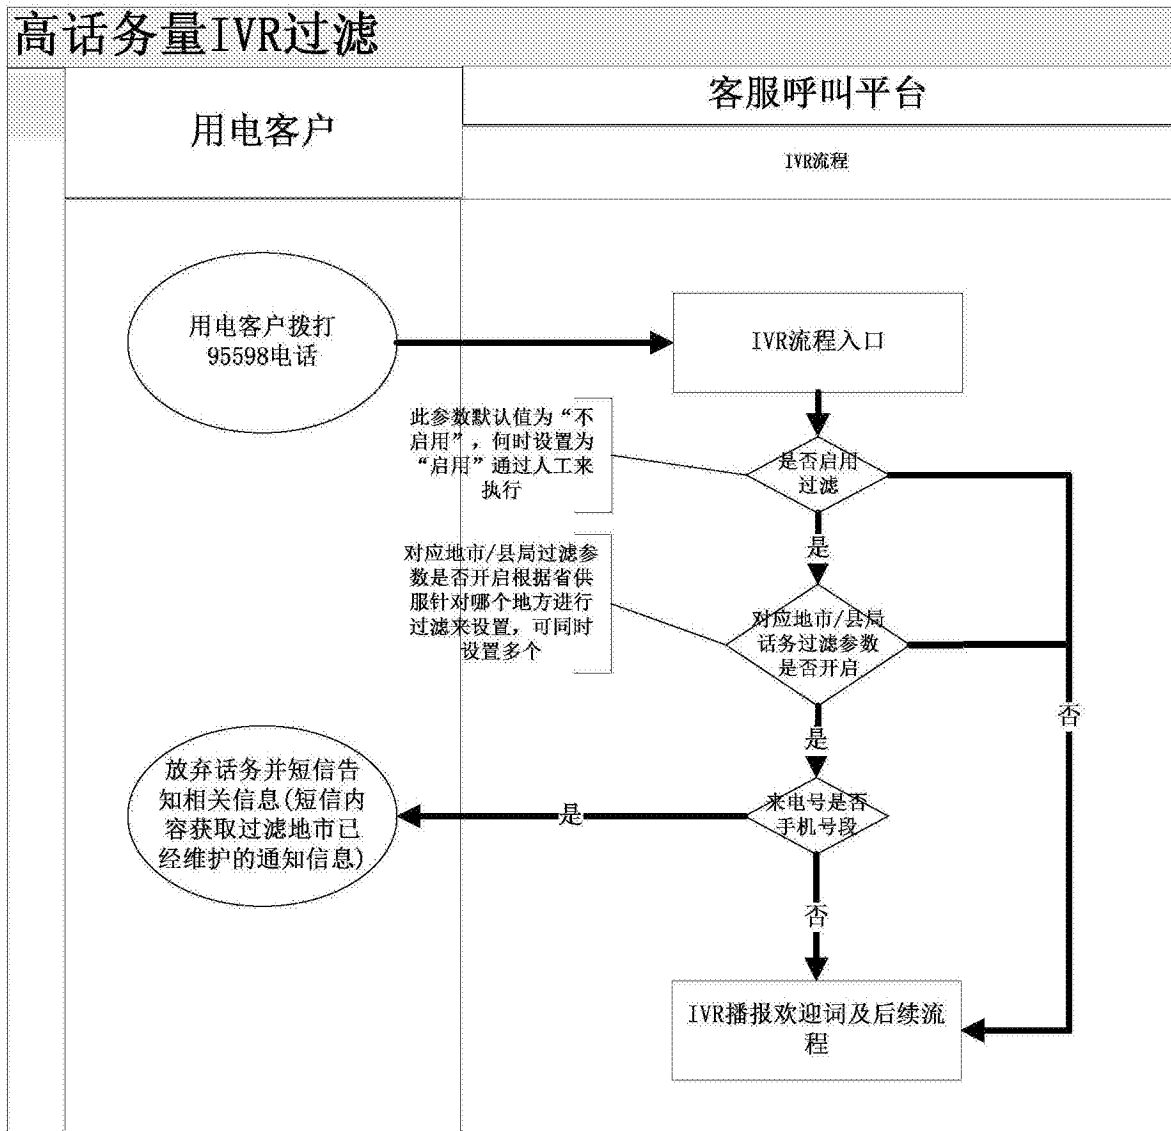 高话务量IVR过滤
用电客户
客服呼叫平台
IVR流程
用电客户拨打
95598电话
IVR流程入口
此参数默认值为“不
启用”，何时设置为
“启用”通过人工来
执行
是否启用
过滤
是
对应地市/县局过滤参
数是否开启根据省供
服针对哪个地方进行
过滤来设置，可同时
设置多个
对应地市/县局
话务过滤参数
是否开启
否
是
放弃话务并短信告
知相关信息(短信内
容获取过滤地市已
经维护的通知信息)
是
来电号是否
手机号段
否
IVR播报欢迎词及后续流
程